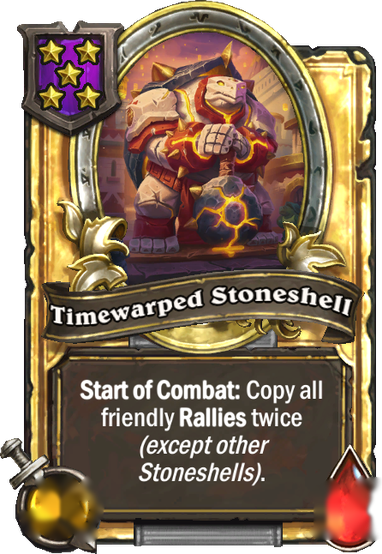 Timewarped Stoneshell
Start of Combat: Copy all
friendly Rallies twice
(except other
Stoneshells).